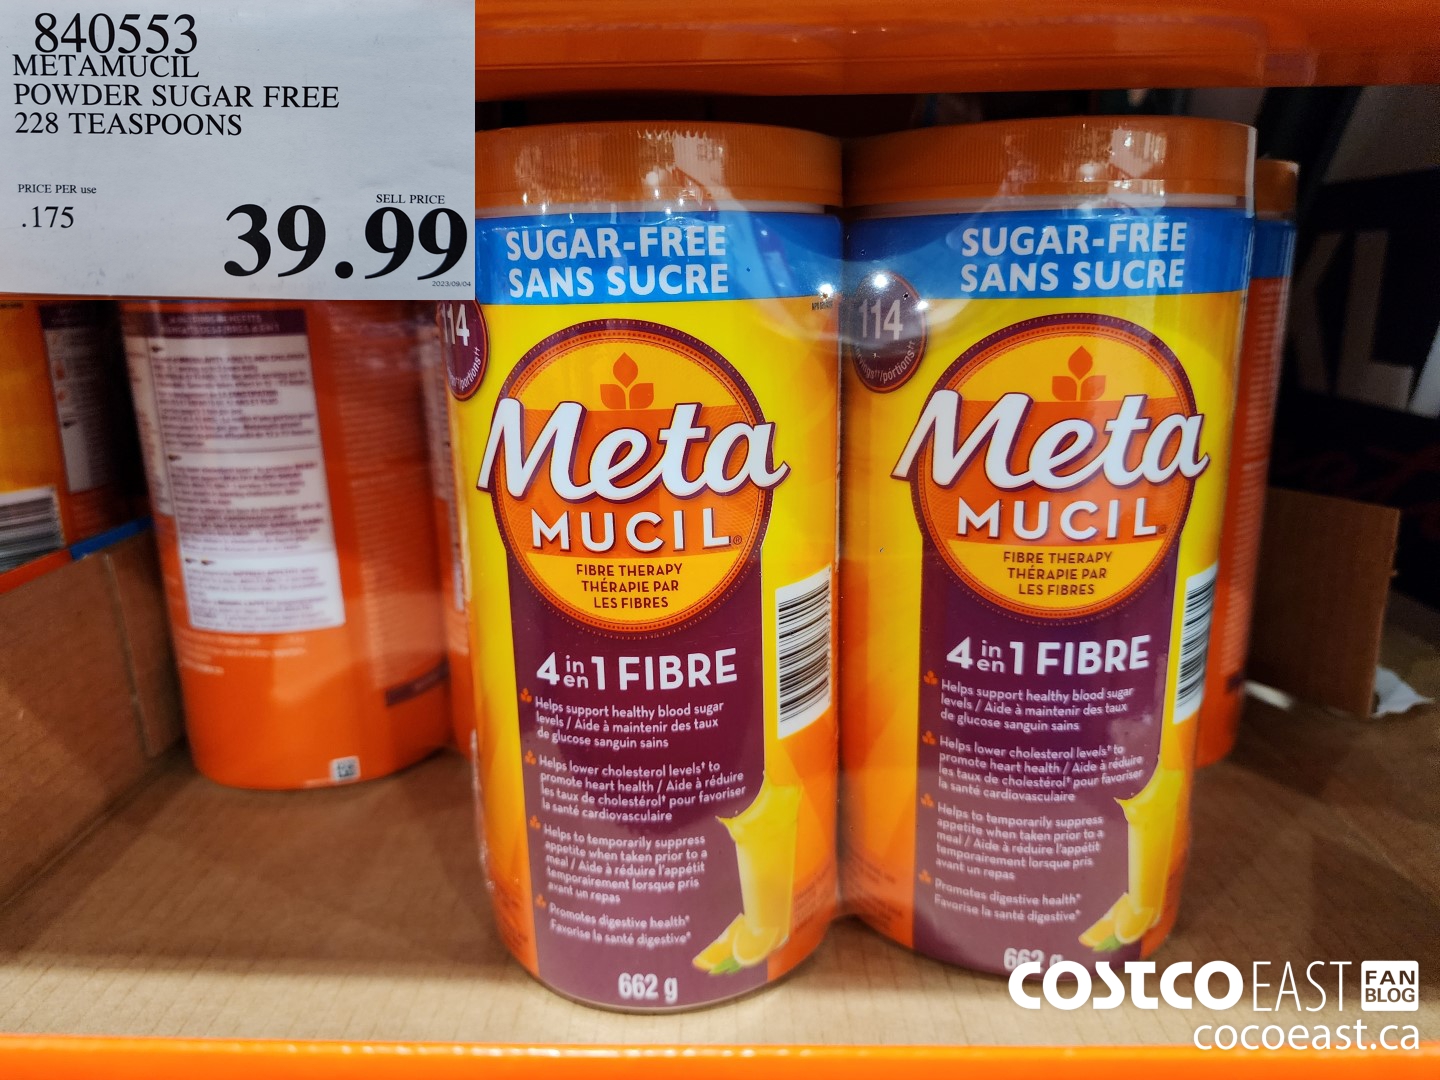 840553
METAMUCIL
POWDER SUGAR FREE
228 TEASPOONS
PRICE PER use
.175
SELL PRICE
39.99
2023/09/04
SUGAR-FREE
SANS SUCRE
114
/portions††
Meta
MUCIL®
FIBRE THERAPY
THÉRAPIE PAR
LES FIBRES
4 in en 1 FIBRE
Helps support healthy blood sugar
levels / Aide à maintenir des taux
de glucose sanguin sains
Helps lower cholesterol levels† to
promote heart health / Aide à réduire
les taux de cholestérol† pour favoriser
la santé cardiovasculaire
Helps to temporarily suppress
appetite when taken prior to a
meal / Aide à réduire l'appétit
temporairement lorsque pris
avant un repas
Promotes digestive health*
Favorise la santé digestive*
662 g
SUGAR-FREE
SANS SUCRE
114
/portions††
Meta
MUCIL
FIBRE THERAPY
THÉRAPIE PAR
LES FIBRES
4 in en 1 FIBRE
Helps support healthy blood sugar
levels / Aide à maintenir des taux
de glucose sanguin sains
Helps lower cholesterol levels† to
promote heart health / Aide à réduire
les taux de cholestérol† pour favoriser
la santé cardiovasculaire
Helps to temporarily suppress
appetite when taken prior to a
meal / Aide à réduire l'appétit
temporairement lorsque pris
avant un repas
Promotes digestive health*
Favorise la santé digestive*
662 g
COSTCO EAST FAN BLOG
cocoeast.ca